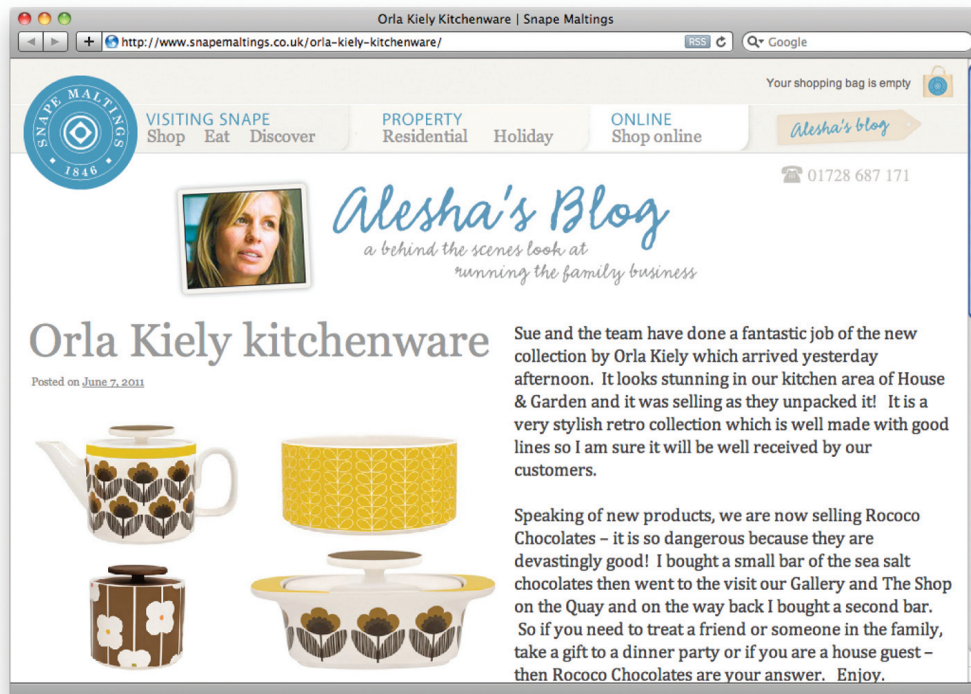 Orla Kiely Kitchenware | Snape Maltings
http://www.snapemaltings.co.uk/orla-kiely-kitchenware/
RSS
Google
Your shopping bag is empty
SNAPE MALTINGS
1846
VISITING SNAPE
Shop Eat Discover
PROPERTY
Residential Holiday
ONLINE
Shop online
Alesha's blog
01728 687 171
Alesha's Blog
a behind the scenes look at
running the family business
Orla Kiely kitchenware
Posted on June 7, 2011
Sue and the team have done a fantastic job of the new
collection by Orla Kiely which arrived yesterday
afternoon. It looks stunning in our kitchen area of House
& Garden and it was selling as they unpacked it! It is a
very stylish retro collection which is well made with good
lines so I am sure it will be well received by our
customers.
Speaking of new products, we are now selling Rococo
Chocolates – it is so dangerous because they are
devastingly good! I bought a small bar of the sea salt
chocolates then went to the visit our Gallery and The Shop
on the Quay and on the way back I bought a second bar.
So if you need to treat a friend or someone in the family,
take a gift to a dinner party or if you are a house guest –
then Rococo Chocolates are your answer. Enjoy.